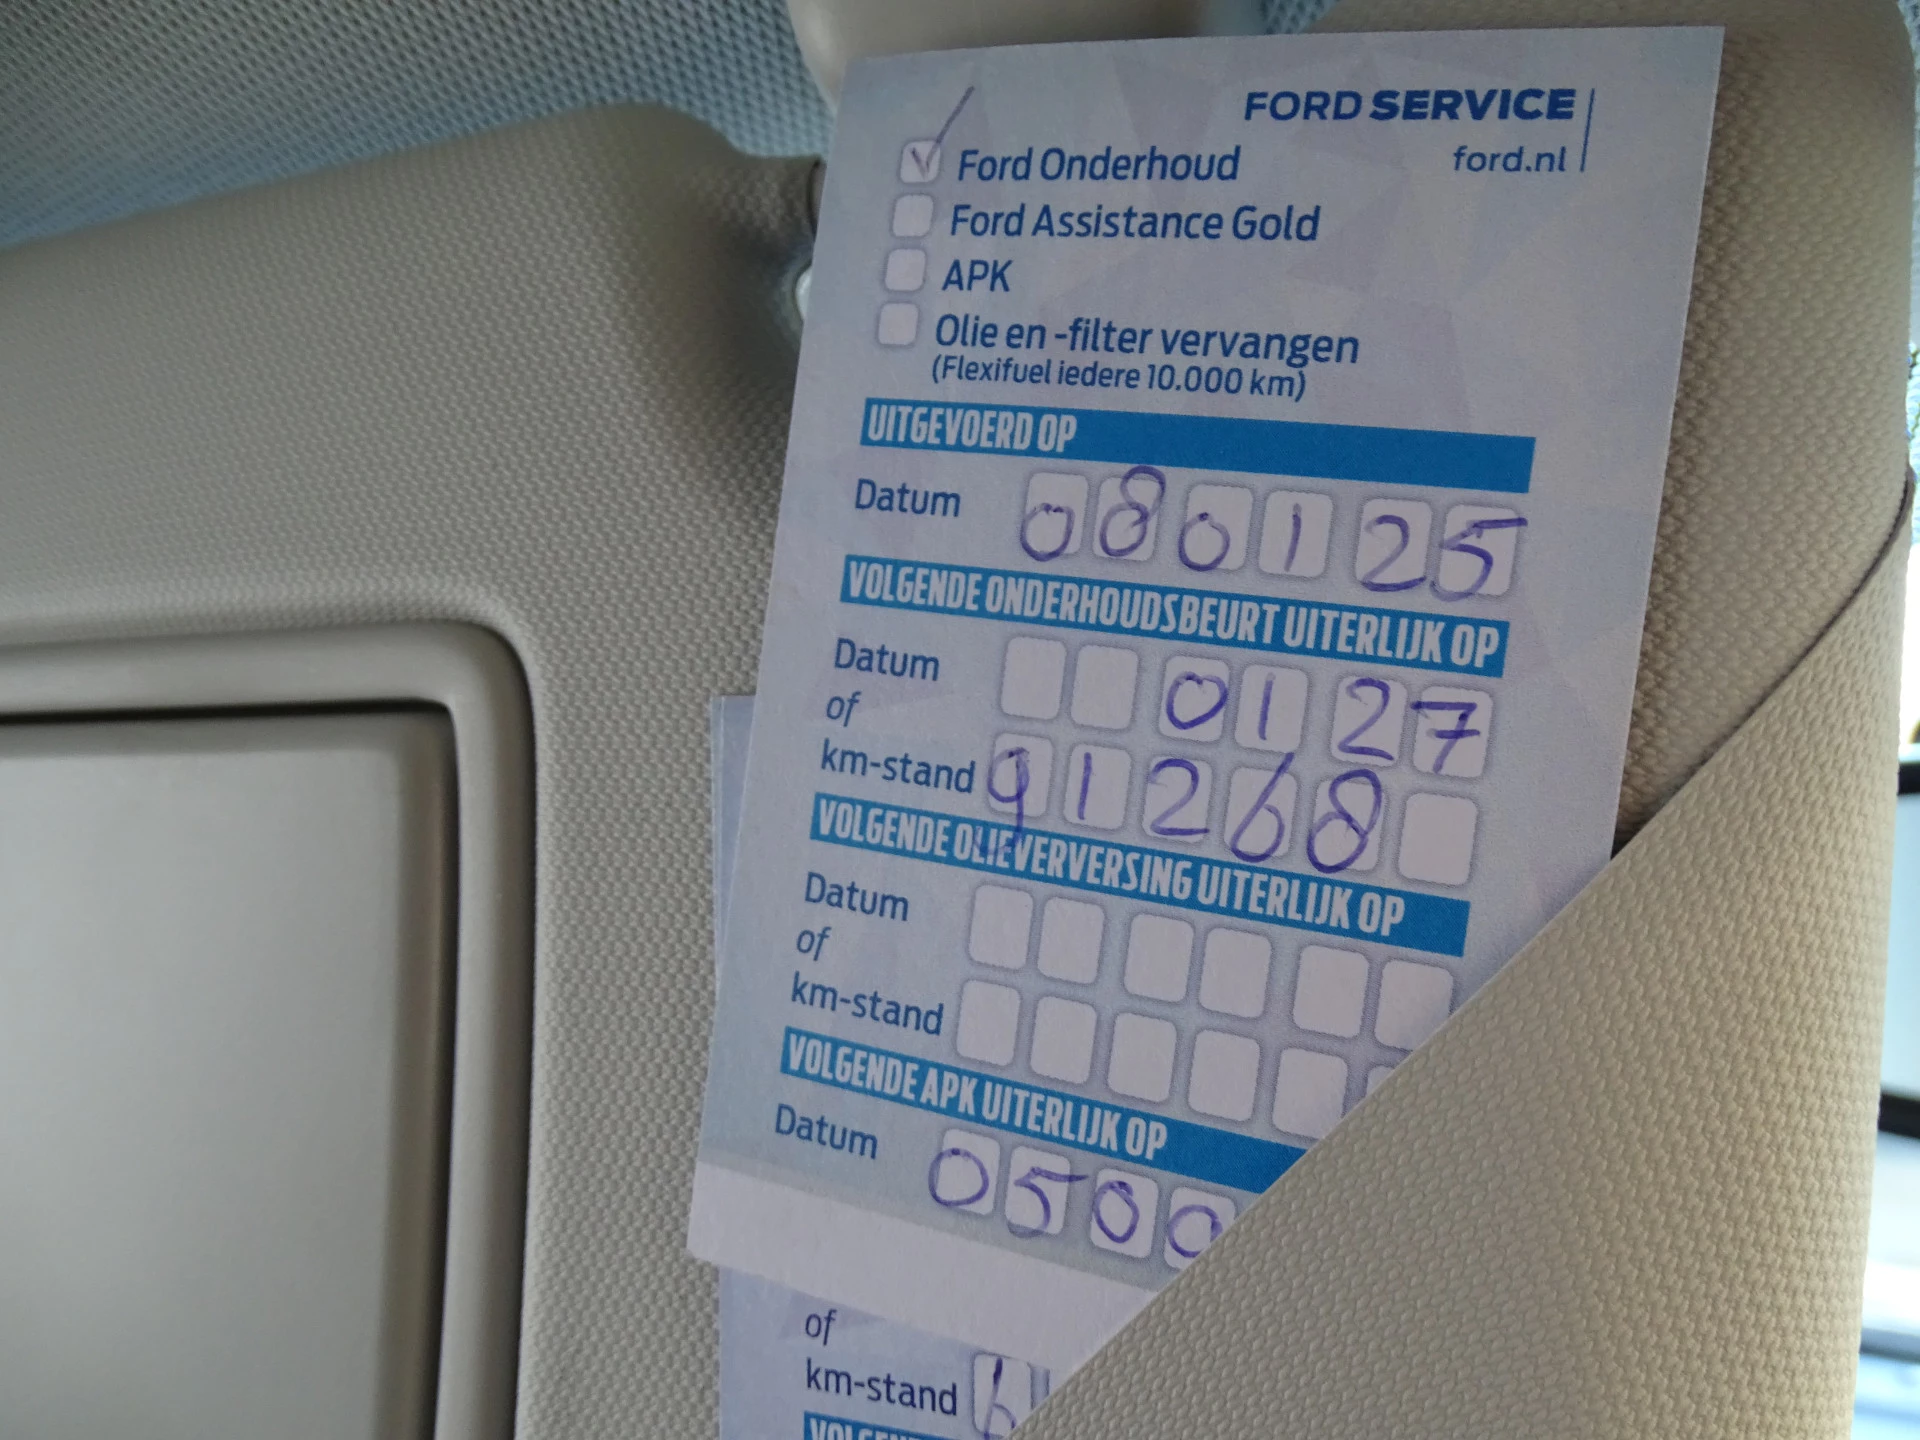 FORD SERVICE
ford.nl
Ford Onderhoud
Ford Assistance Gold
APK
Olie en -filter vervangen
(Flexifuel iedere 10.000 km)
UITGEVOERD OP
Datum 080125
VOLGENDE ONDERHOUDSBEURT UITERLIJK OP
Datum 0127
of
km-stand 91268
VOLGENDE OLIEVERVERSING UITERLIJK OP
Datum
of
km-stand
VOLGENDE APK UITERLIJK OP
Datum 0500
of
km-stand